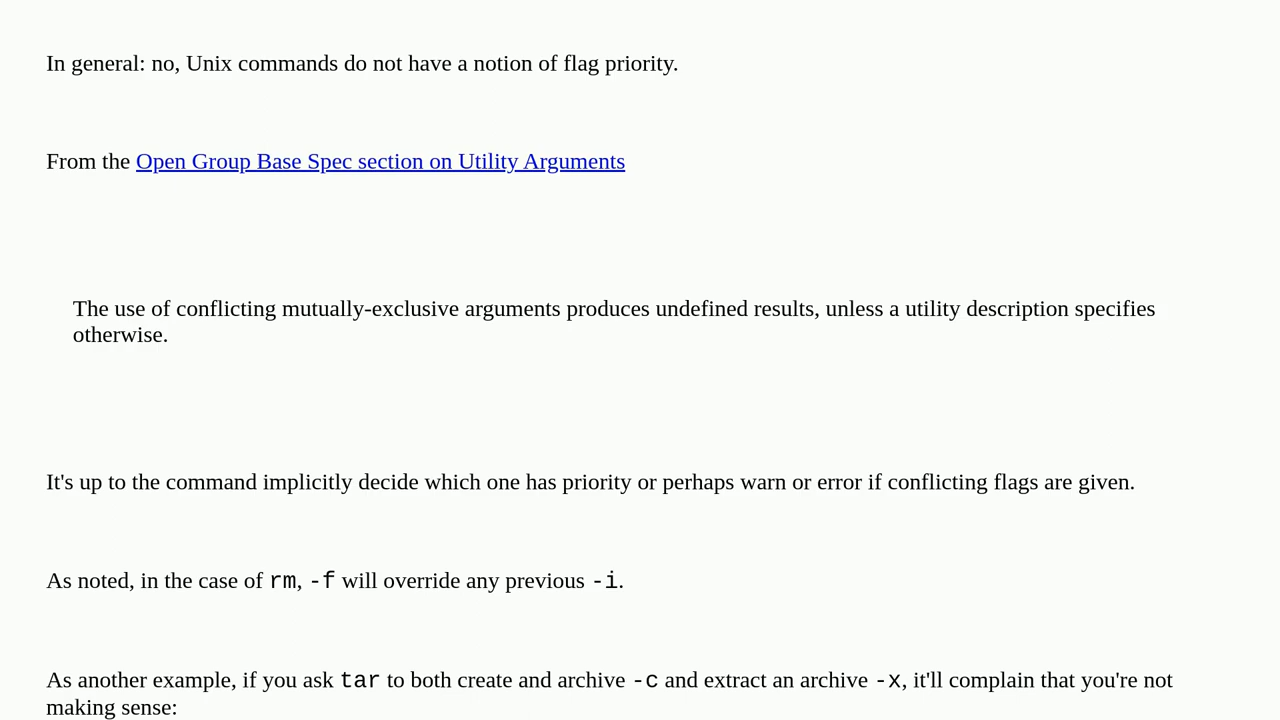 In general: no, Unix commands do not have a notion of flag priority.
From the Open Group Base Spec section on Utility Arguments
The use of conflicting mutually-exclusive arguments produces undefined results, unless a utility description specifies
otherwise.
It's up to the command implicitly decide which one has priority or perhaps warn or error if conflicting flags are given.
As noted, in the case of rm, -f will override any previous -i.
As another example, if you ask tar to both create and archive -c and extract an archive -x, it'll complain that you're not
making sense: